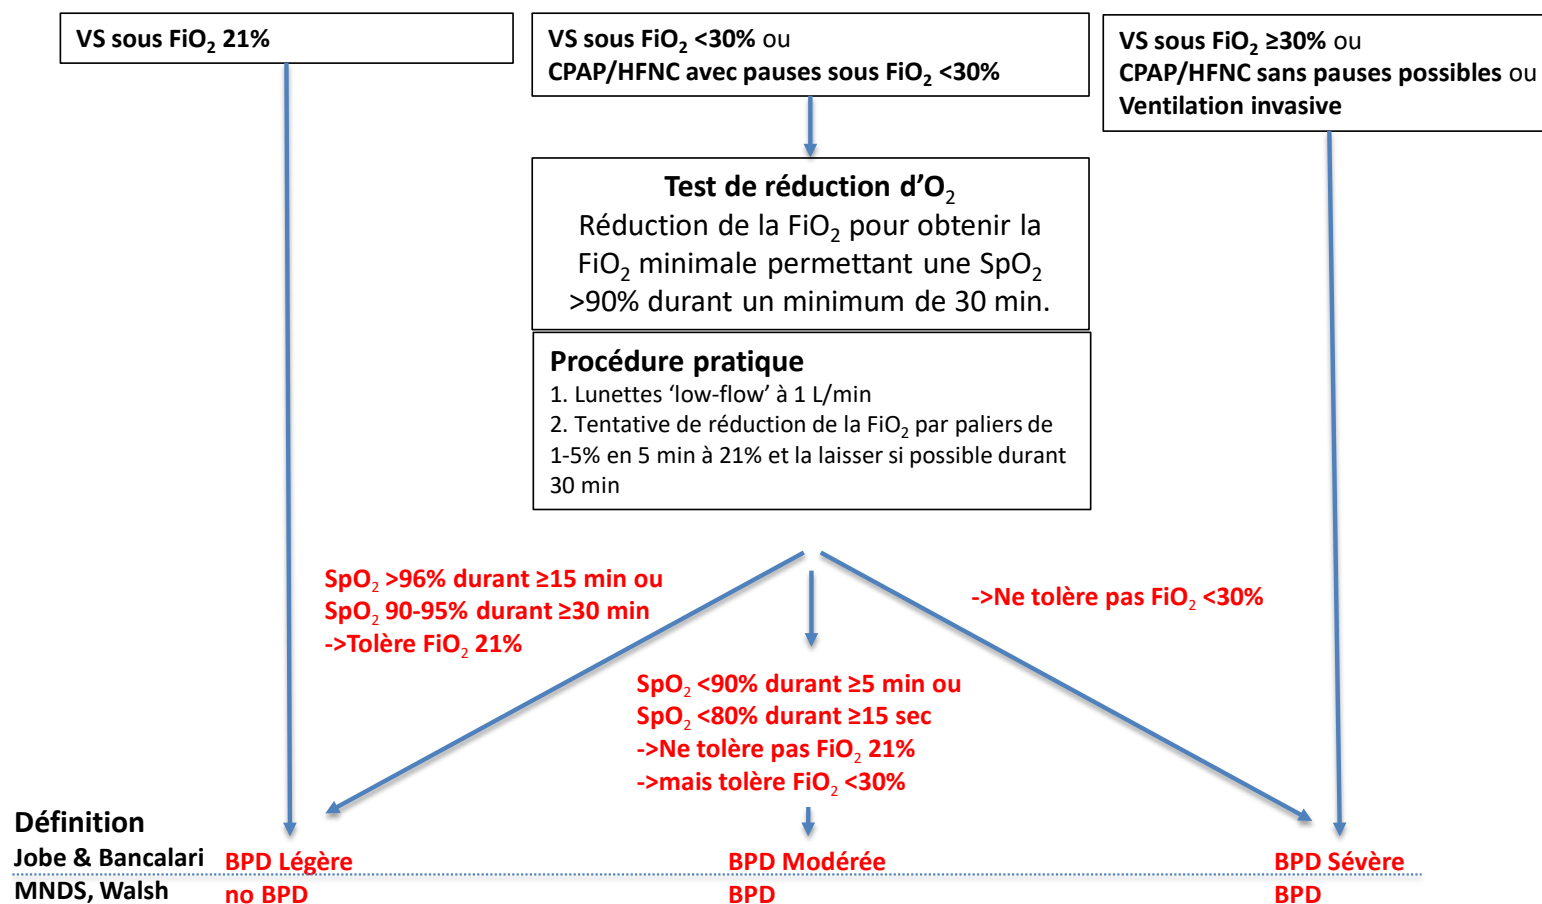 VS sous FiO₂ 21%
VS sous FiO₂ <30% ou
CPAP/HFNC avec pauses sous FiO₂ <30%
VS sous FiO₂ ≥30% ou
CPAP/HFNC sans pauses possibles ou
Ventilation invasive
Test de réduction d’O₂
Réduction de la FiO₂ pour obtenir la
FiO₂ minimale permettant une SpO₂
>90% durant un minimum de 30 min.
Procédure pratique
1. Lunettes ‘low-flow’ à 1 L/min
2. Tentative de réduction de la FiO₂ par paliers de
1-5% en 5 min à 21% et la laisser si possible durant
30 min
SpO₂ >96% durant ≥15 min ou
SpO₂ 90-95% durant ≥30 min
->Tolère FiO₂ 21%
->Ne tolère pas FiO₂ <30%
SpO₂ <90% durant ≥5 min ou
SpO₂ <80% durant ≥15 sec
->Ne tolère pas FiO₂ 21%
->mais tolère FiO₂ <30%
Définition
Jobe & Bancalari BPD Légère BPD Modérée BPD Sévère
MNDS, Walsh no BPD BPD BPD